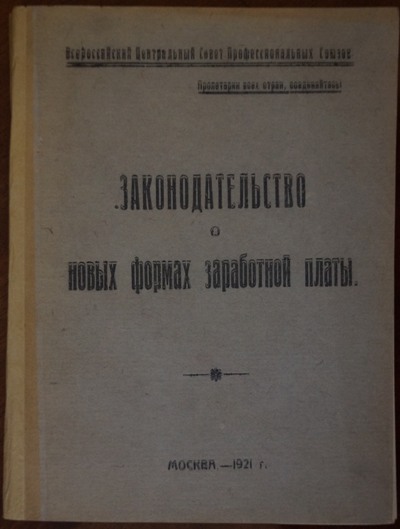 Всероссийский Центральный Совет Профессиональных Союзов
Пролетарии всех стран, соединяйтесь!
ЗАКОНОДАТЕЛЬСТВО
о
новых формах заработной платы.
МОСКВА —1921 г.